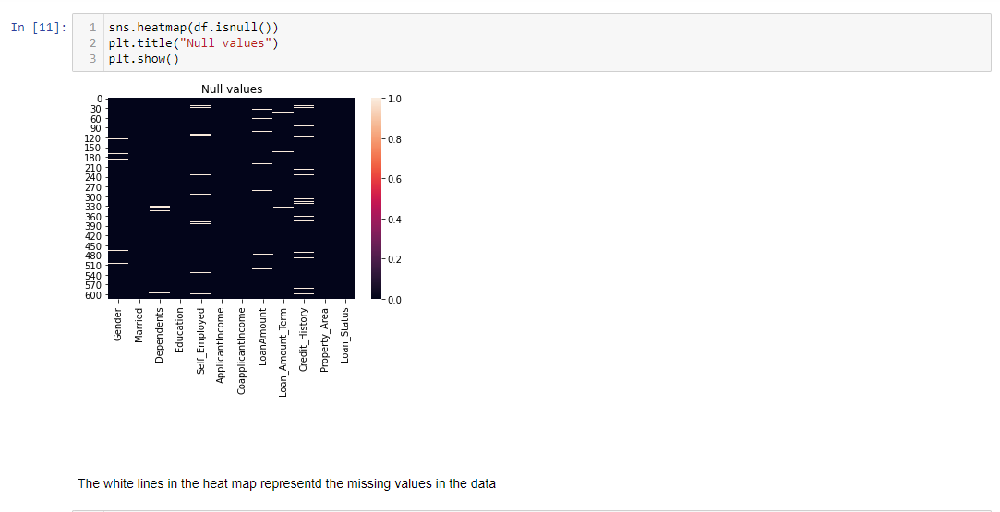 In [11]:
1 sns.heatmap(df.isnull())
2 plt.title("Null values")
3 plt.show()
Null values
0
30
60
90
120
150
180
210
240
270
300
330
360
390
420
450
480
510
540
570
600
1.0
0.8
0.6
0.4
0.2
0.0
Gender
Married
Dependents
Education
Self_Employed
ApplicantIncome
CoapplicantIncome
LoanAmount
Loan_Amount_Term
Credit_History
Property_Area
Loan_Status
The white lines in the heat map representd the missing values in the data